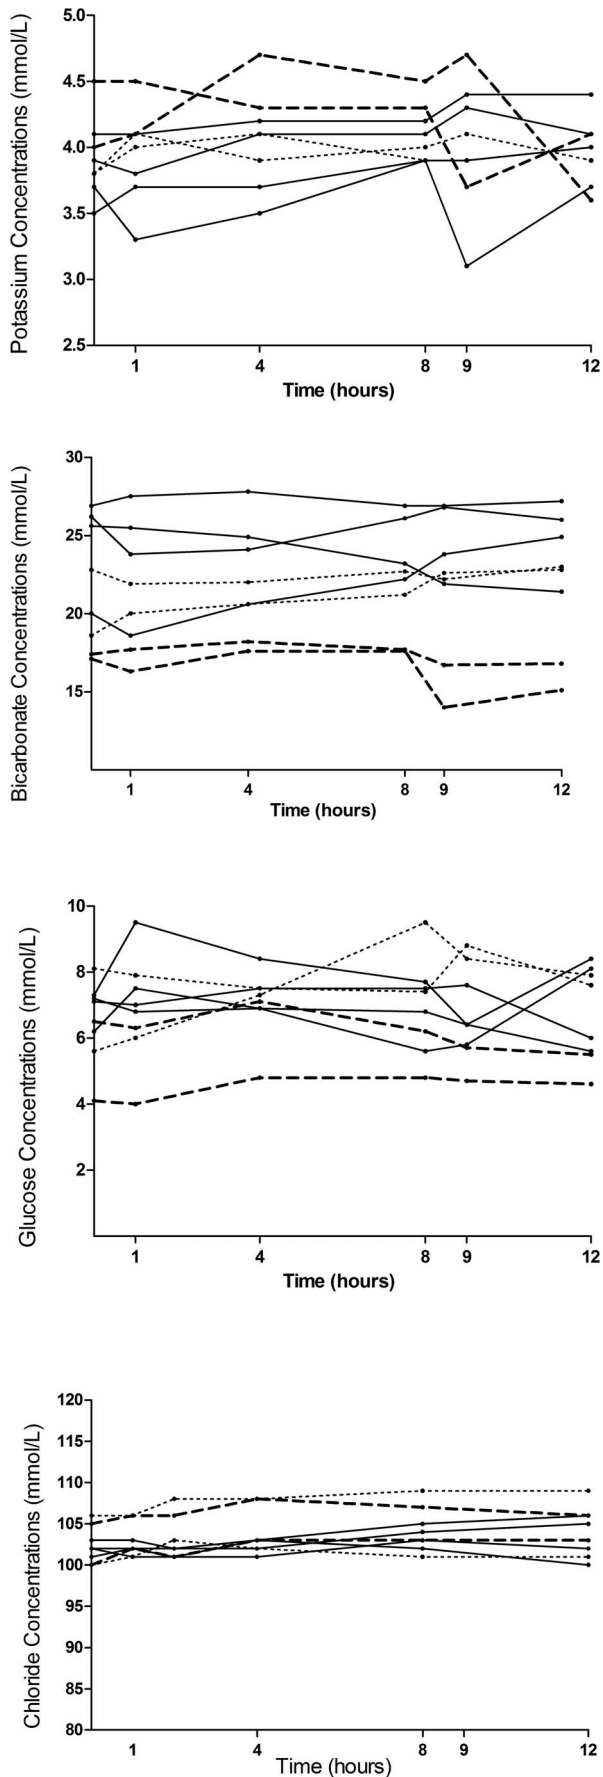 Potassium Concentrations (mmol/L)
5.0
4.5
4.0
3.5
3.0
2.5
1 4 8 9 12
Time (hours)
Bicarbonate Concentrations (mmol/L)
30
25
20
15
1 4 8 9 12
Time (hours)
Glucose Concentrations (mmol/L)
10
8
6
4
2
1 4 8 9 12
Time (hours)
Chloride Concentrations (mmol/L)
120
115
110
105
100
95
90
85
80
1 4 8 9 12
Time (hours)